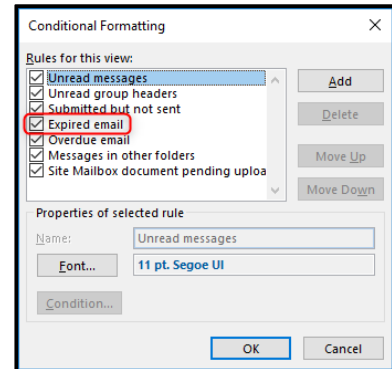 Conditional Formatting
Rules for this view:
Unread messages
Unread group headers
Submitted but not sent
Expired email
Overdue email
Messages in other folders
Site Mailbox document pending uploa
Add
Delete
Move Up
Move Down
Properties of selected rule
Name:
Unread messages
Font...
11 pt. Segoe UI
Condition...
OK
Cancel